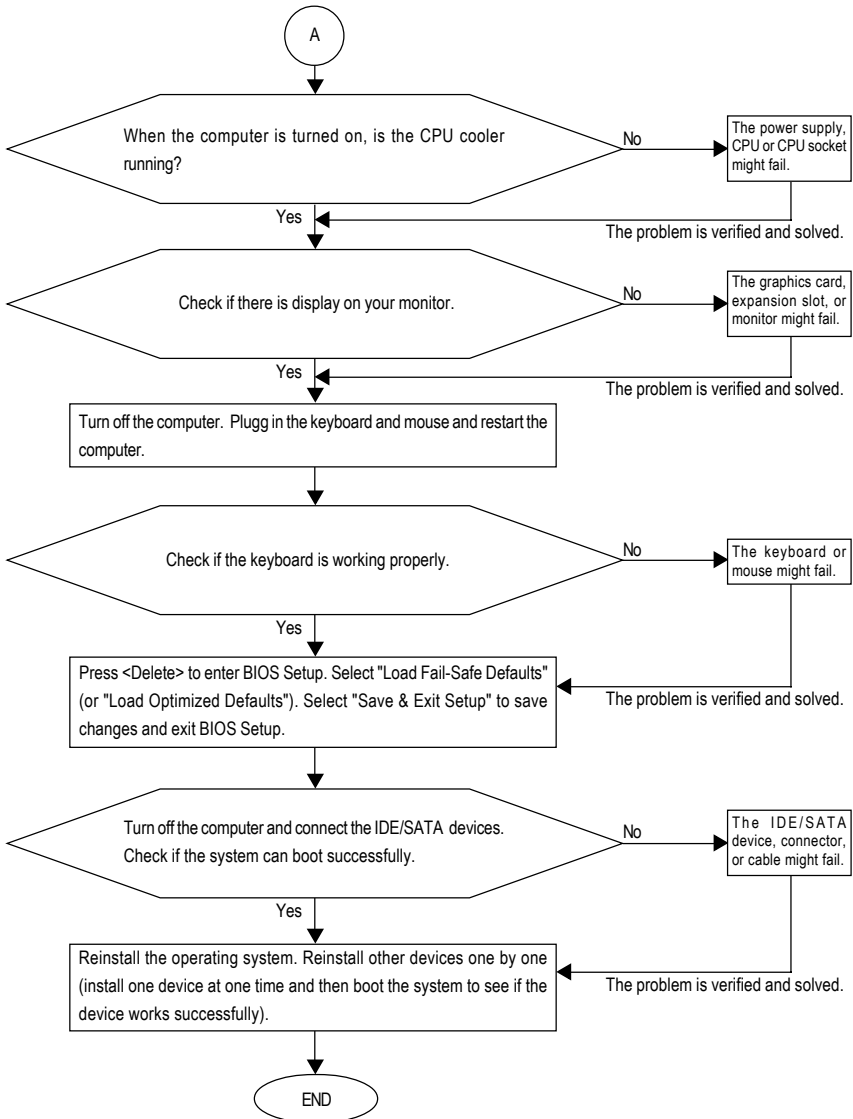 A
When the computer is turned on, is the CPU cooler
running?
No
The power supply,
CPU or CPU socket
might fail.
Yes
The problem is verified and solved.
Check if there is display on your monitor.
No
The graphics card,
expansion slot, or
monitor might fail.
Yes
The problem is verified and solved.
Turn off the computer. Plugg in the keyboard and mouse and restart the
computer.
Check if the keyboard is working properly.
No
The keyboard or
mouse might fail.
Yes
Press <Delete> to enter BIOS Setup. Select "Load Fail-Safe Defaults"
(or "Load Optimized Defaults"). Select "Save & Exit Setup" to save
changes and exit BIOS Setup.
The problem is verified and solved.
Turn off the computer and connect the IDE/SATA devices.
Check if the system can boot successfully.
No
The IDE/SATA
device, connector,
or cable might fail.
Yes
Reinstall the operating system. Reinstall other devices one by one
(install one device at one time and then boot the system to see if the
device works successfully).
The problem is verified and solved.
END